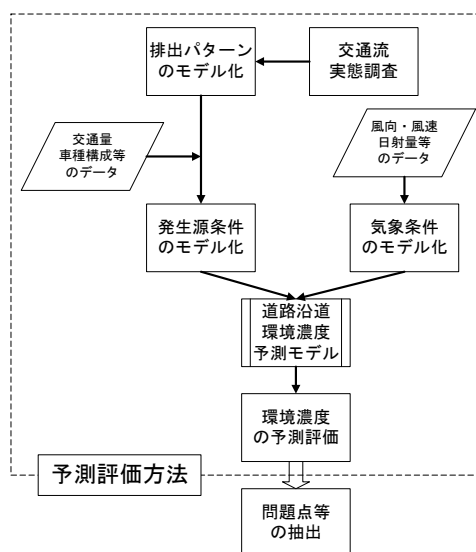 排出パターン
のモデル化
交通流
実態調査
交通量
車種構成等
のデータ
風向・風速
日射量等
のデータ
発生源条件
のモデル化
気象条件
のモデル化
道路沿道
環境濃度
予測モデル
環境濃度
の予測評価
予測評価方法
問題点等
の抽出